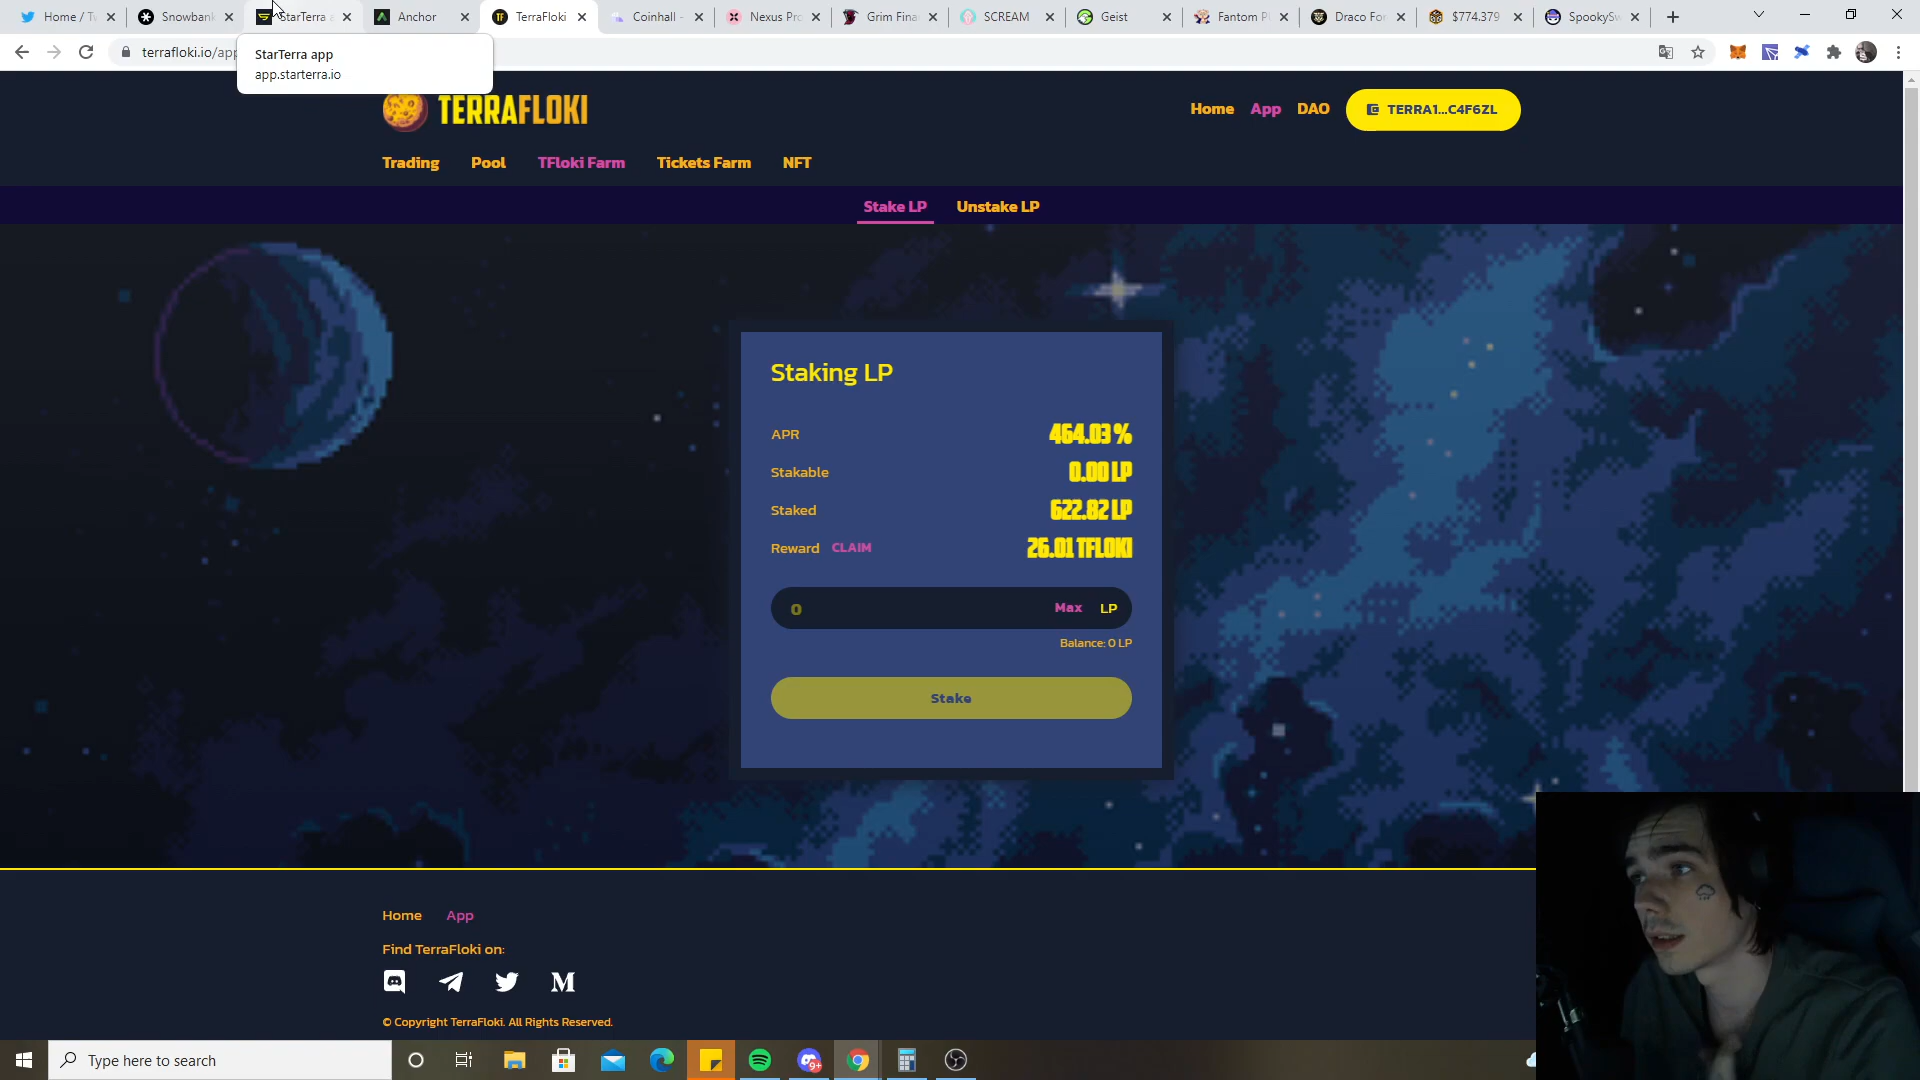 Home / Tw
Snowbank
StarTerra a
Anchor
TerraFloki
Coinhall -
Nexus Pro
Grim Finan
SCREAM
Geist
Fantom P
Draco For
$774.379
SpookySw
terrafloki.io/app
StarTerra app
app.starterra.io
TERRAFLOKI
Home App DAO TERRA1...C4F6ZL
Trading Pool TFloki Farm Tickets Farm NFT
Stake LP Unstake LP
Staking LP
APR 464.03 %
Stakable 0.00 LP
Staked 622.82 LP
Reward CLAIM 26.01 TFLOKI
0 Max LP
Balance: 0 LP
Stake
Home App
Find TerraFloki on:
© Copyright TerraFloki. All Rights Reserved.
Type here to search
9+